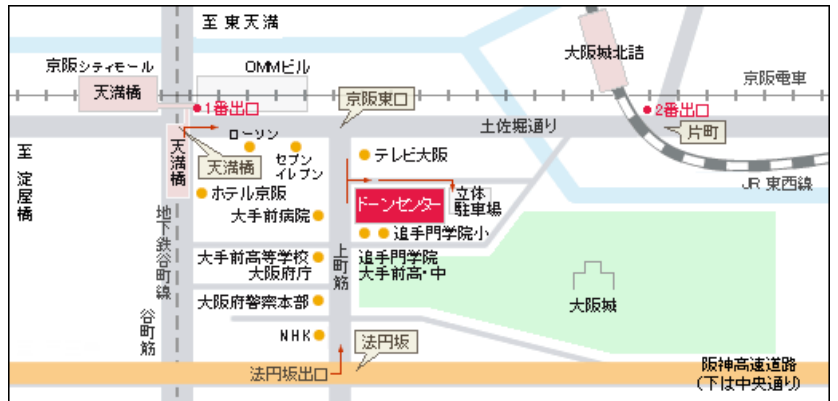 至 東天満
大阪城北詰
京阪シティモール
OMMビル
天満橋
京阪電車
京阪東口
1番出口
2番出口
土佐堀通り
片町
ローソン
至 淀屋橋
天満橋
天満橋
セブン
イレブン
テレビ大阪
JR 東西線
ホテル京阪
ドーンセンター
立体
駐車場
大手前病院
地下鉄谷町線
追手門学院小
上町筋
大手前高等学校
大阪府庁
追手門学院
大手前高・中
大阪城
大阪府警察本部
谷町筋
NHK
法円坂
法円坂出口
阪神高速道路
(下は中央通り)